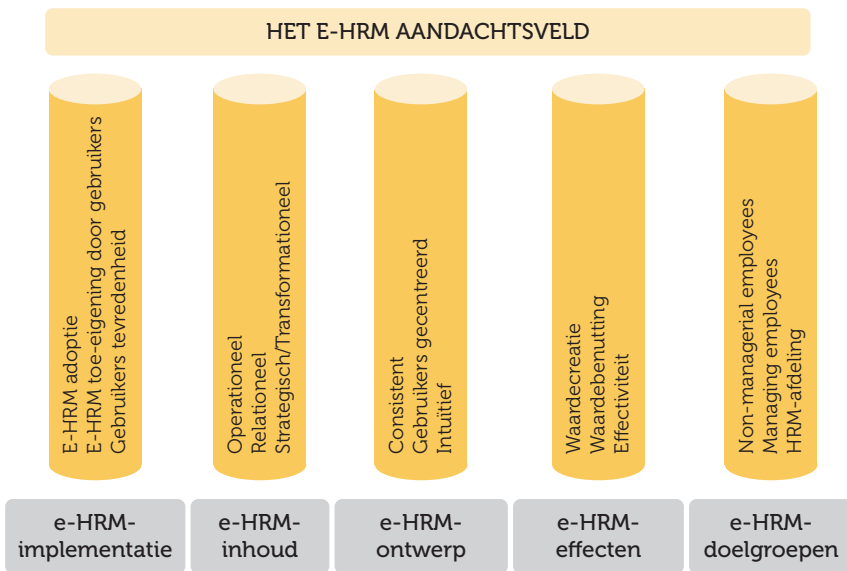 HET E-HRM AANDACHTSVELD
E-HRM adoptie
E-HRM toe-eigening door gebruikers
Gebruikers tevredenheid
Operationeel
Relationeel
Strategisch/Transformationeel
Consistent
Gebruikers gecentreerd
Intuïtief
Waardecreatie
Waardebenutting
Effectiviteit
Non-managerial employees
Managing employees
HRM-afdeling
e-HRM-
implementatie
e-HRM-
inhoud
e-HRM-
ontwerp
e-HRM-
effecten
e-HRM-
doelgroepen